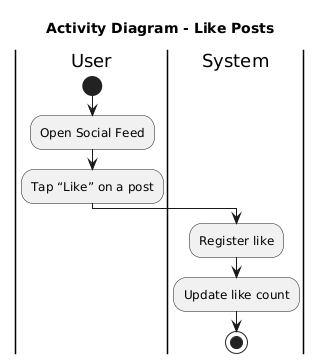 Activity Diagram - Like Posts
User
System
Open Social Feed
Tap “Like” on a post
Register like
Update like count